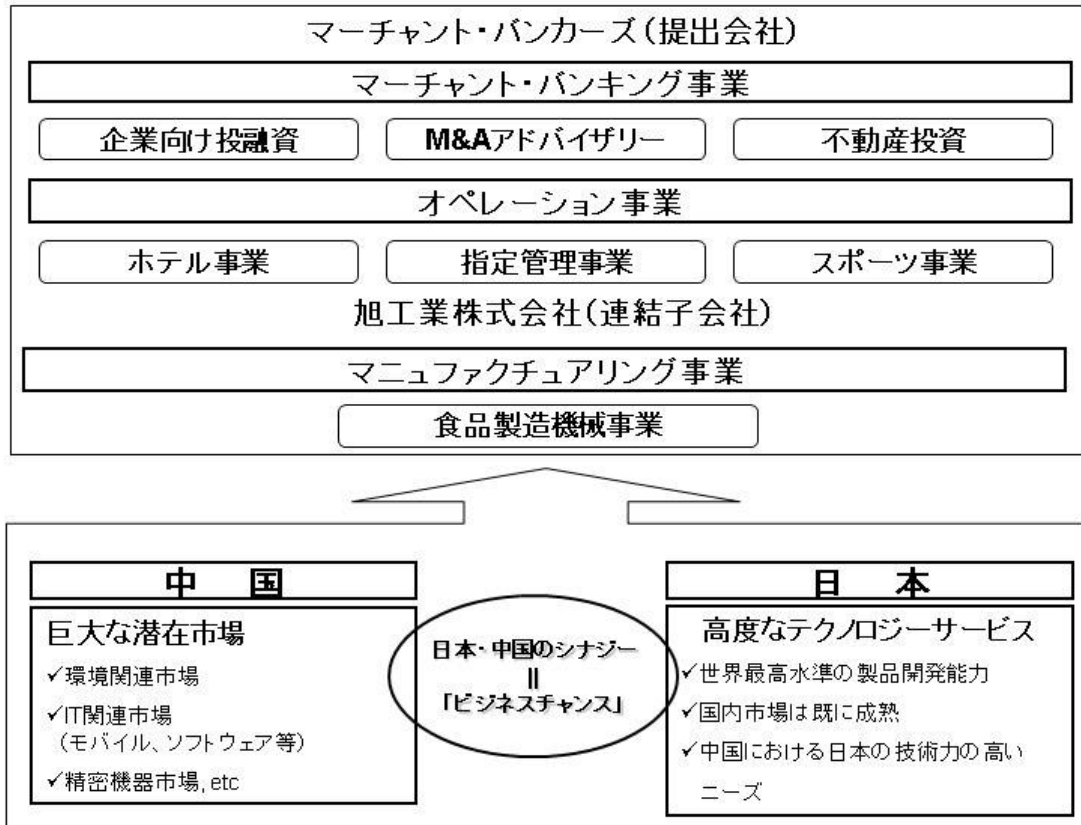 マーチャント・バンカーズ(提出会社)
マーチャント・バンキング事業
企業向け投融資
M&Aアドバイザリー
不動産投資
オペレーション事業
ホテル事業
指定管理事業
スポーツ事業
旭工業株式会社(連結子会社)
マニュファクチュアリング事業
食品製造機械事業
中 国
巨大な潜在市場
✓環境関連市場
✓IT関連市場
(モバイル、ソフトウェア等)
✓精密機器市場, etc
日本・中国のシナジー
||
「ビジネスチャンス」
日 本
高度なテクノロジーサービス
✓世界最高水準の製品開発能力
✓国内市場は既に成熟
✓中国における日本の技術力の高い
ニーズ